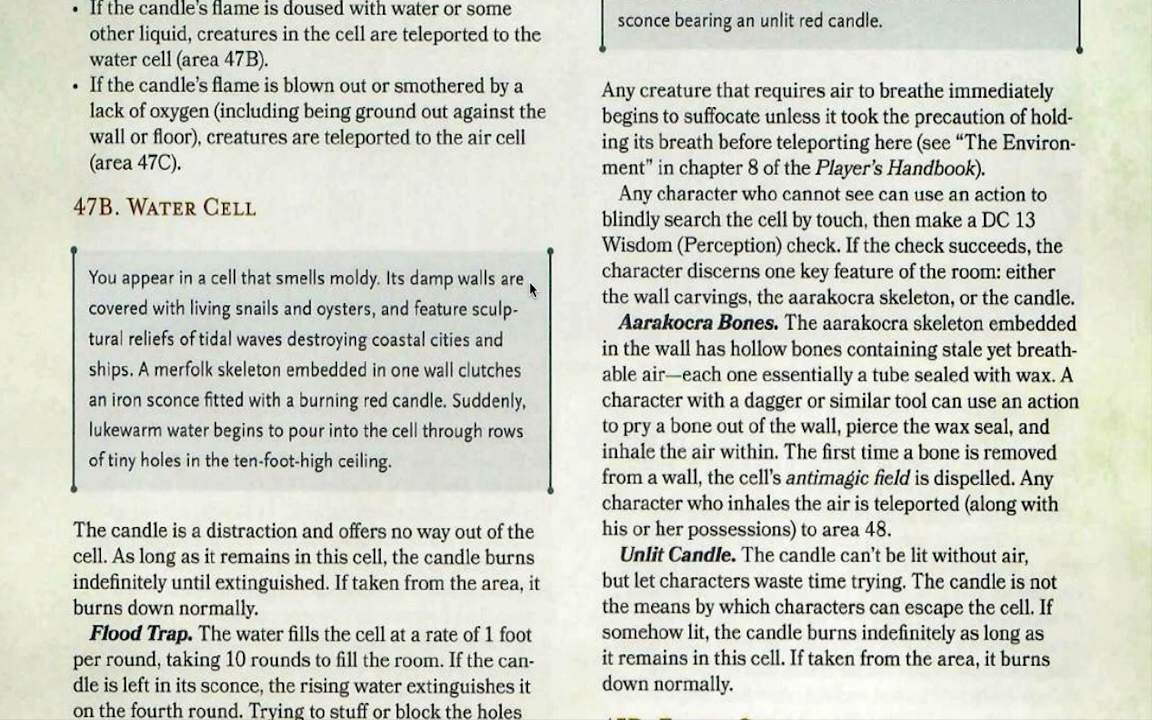 • If the candle's flame is doused with water or some
other liquid, creatures in the cell are teleported to the
water cell (area 47B).
• If the candle's flame is blown out or smothered by a
lack of oxygen (including being ground out against the
wall or floor), creatures are teleported to the air cell
(area 47C).
47B. WATER CELL
You appear in a cell that smells moldy. Its damp walls are
covered with living snails and oysters, and feature sculp-
tural reliefs of tidal waves destroying coastal cities and
ships. A merfolk skeleton embedded in one wall clutches
an iron sconce fitted with a burning red candle. Suddenly,
lukewarm water begins to pour into the cell through rows
of tiny holes in the ten-foot-high ceiling.
The candle is a distraction and offers no way out of the
cell. As long as it remains in this cell, the candle burns
indefinitely until extinguished. If taken from the area, it
burns down normally.
Flood Trap. The water fills the cell at a rate of 1 foot
per round, taking 10 rounds to fill the room. If the can-
dle is left in its sconce, the rising water extinguishes it
on the fourth round. Trying to stuff or block the holes
sconce bearing an unlit red candle.
Any creature that requires air to breathe immediately
begins to suffocate unless it took the precaution of hold-
ing its breath before teleporting here (see "The Environ-
ment" in chapter 8 of the Player's Handbook).
Any character who cannot see can use an action to
blindly search the cell by touch, then make a DC 13
Wisdom (Perception) check. If the check succeeds, the
character discerns one key feature of the room: either
the wall carvings, the aarakocra skeleton, or the candle.
Aarakocra Bones. The aarakocra skeleton embedded
in the wall has hollow bones containing stale yet breath-
able air—each one essentially a tube sealed with wax. A
character with a dagger or similar tool can use an action
to pry a bone out of the wall, pierce the wax seal, and
inhale the air within. The first time a bone is removed
from a wall, the cell's antimagic field is dispelled. Any
character who inhales the air is teleported (along with
his or her possessions) to area 48.
Unlit Candle. The candle can't be lit without air,
but let characters waste time trying. The candle is not
the means by which characters can escape the cell. If
somehow lit, the candle burns indefinitely as long as
it remains in this cell. If taken from the area, it burns
down normally.